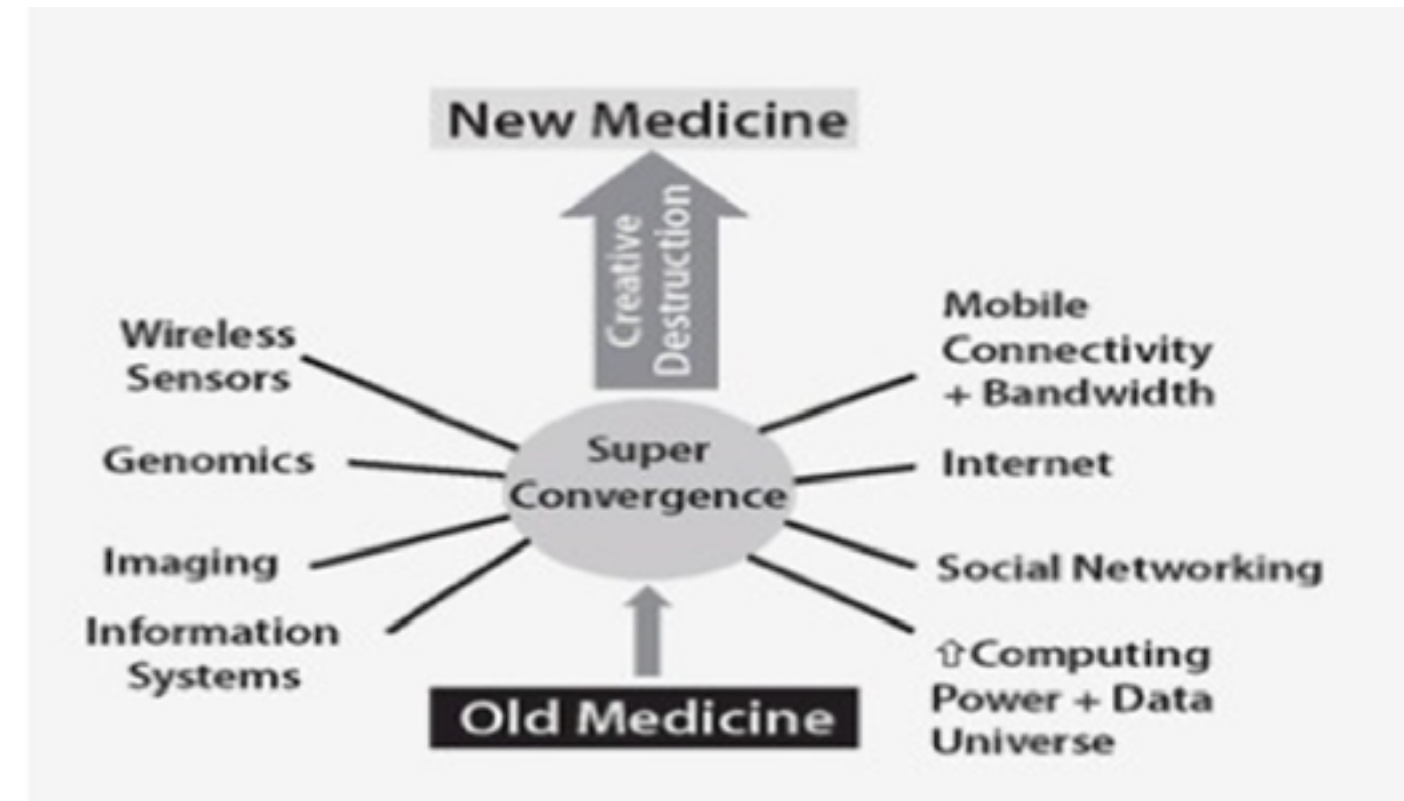 New Medicine
Creative
Destruction
Wireless
Sensors
Genomics
Imaging
Information
Systems
Super
Convergence
Mobile
Connectivity
+ Bandwidth
Internet
Social Networking
⇧Computing
Power + Data
Universe
Old Medicine